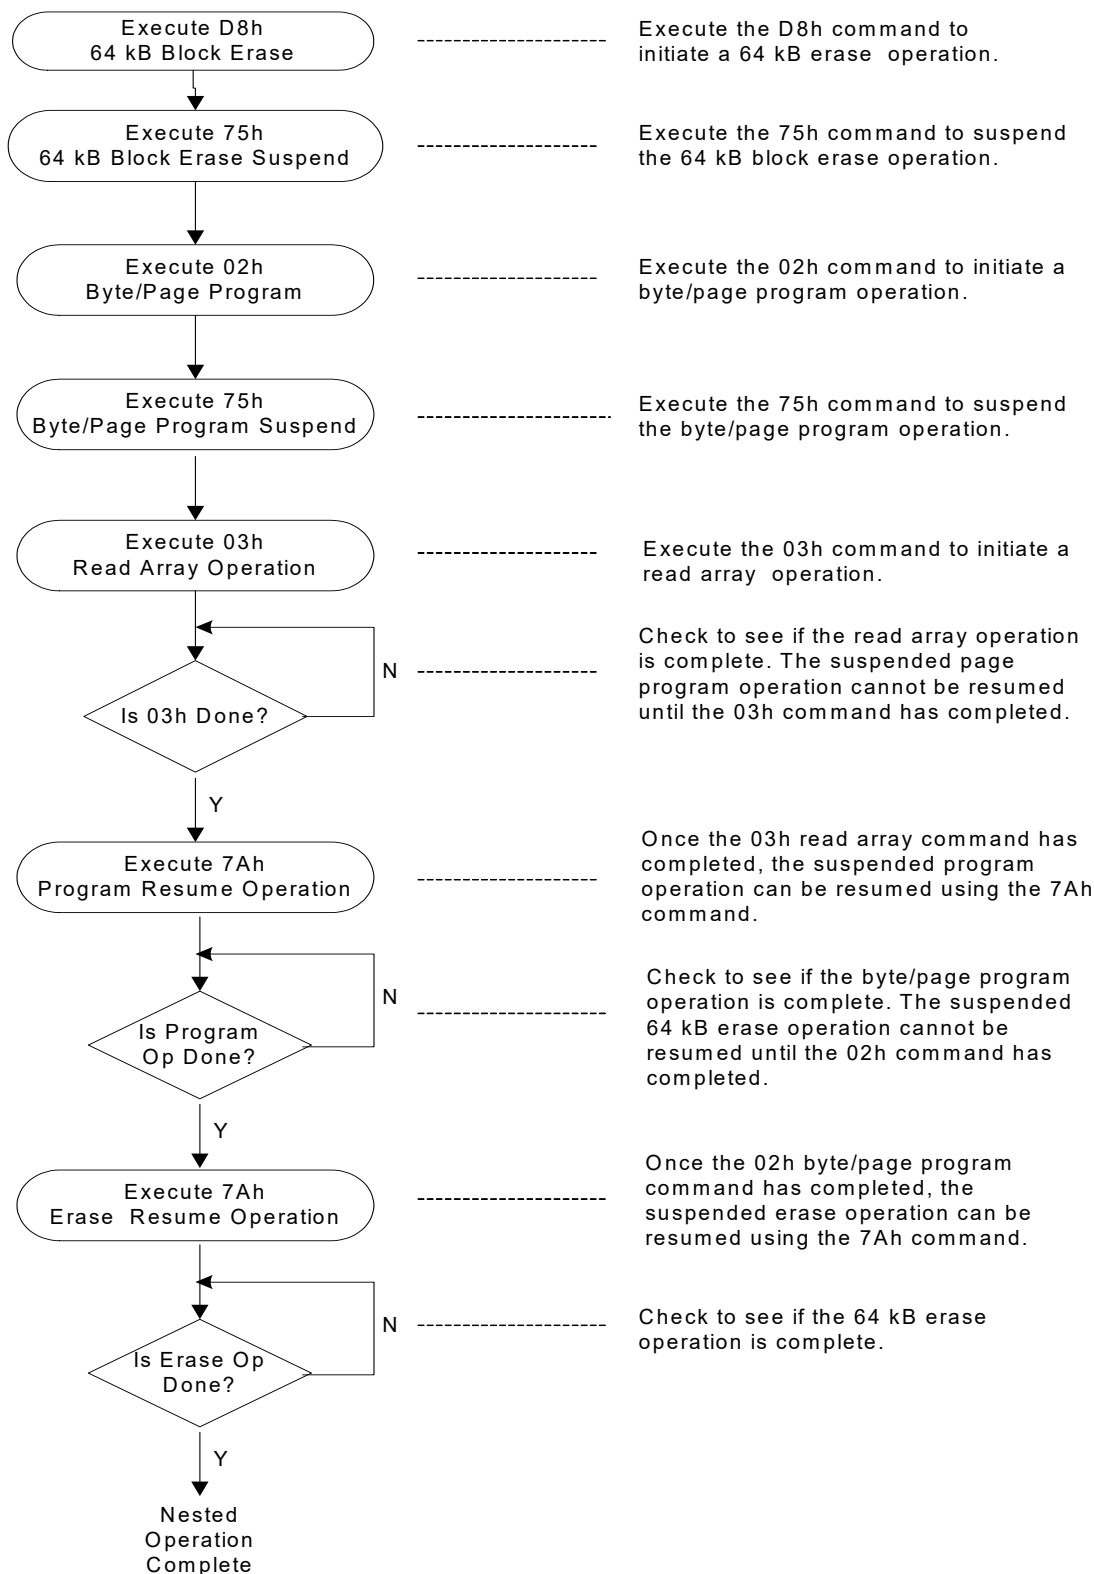 Execute D8h
64 kB Block Erase
Execute the D8h command to
initiate a 64 kB erase operation.
Execute 75h
64 kB Block Erase Suspend
Execute the 75h command to suspend
the 64 kB block erase operation.
Execute 02h
Byte/Page Program
Execute the 02h command to initiate a
byte/page program operation.
Execute 75h
Byte/Page Program Suspend
Execute the 75h command to suspend
the byte/page program operation.
Execute 03h
Read Array Operation
Execute the 03h command to initiate a
read array operation.
Is 03h Done?
N
Y
Check to see if the read array operation
is complete. The suspended page
program operation cannot be resumed
until the 03h command has completed.
Execute 7Ah
Program Resume Operation
Once the 03h read array command has
completed, the suspended program
operation can be resumed using the 7Ah
command.
Is Program
Op Done?
N
Y
Check to see if the byte/page program
operation is complete. The suspended
64 kB erase operation cannot be
resumed until the 02h command has
completed.
Execute 7Ah
Erase Resume Operation
Once the 02h byte/page program
command has completed, the
suspended erase operation can be
resumed using the 7Ah command.
Is Erase Op
Done?
N
Y
Check to see if the 64 kB erase
operation is complete.
Nested
Operation
Complete